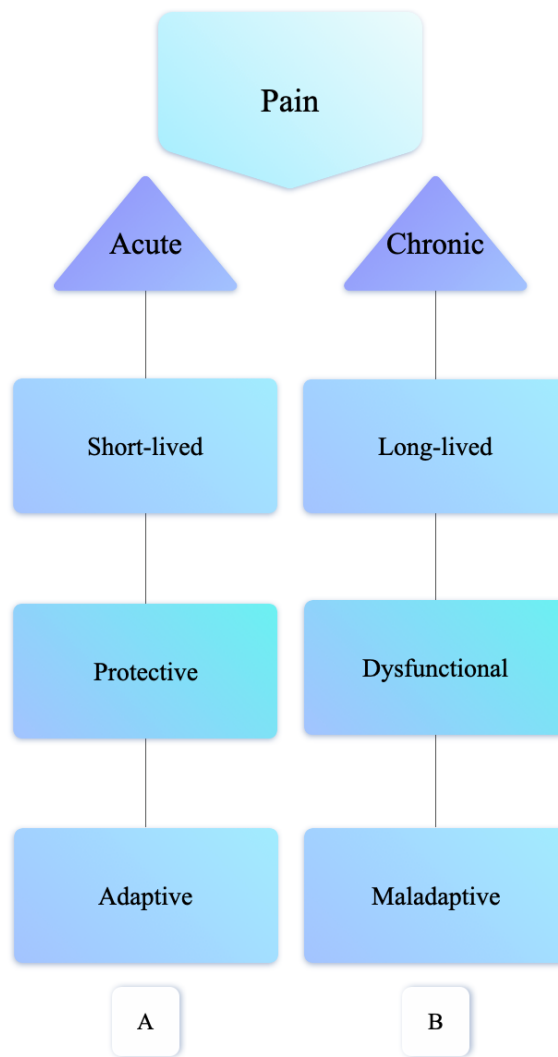 Pain
Acute
Chronic
Short-lived
Long-lived
Protective
Dysfunctional
Adaptive
Maladaptive
A
B